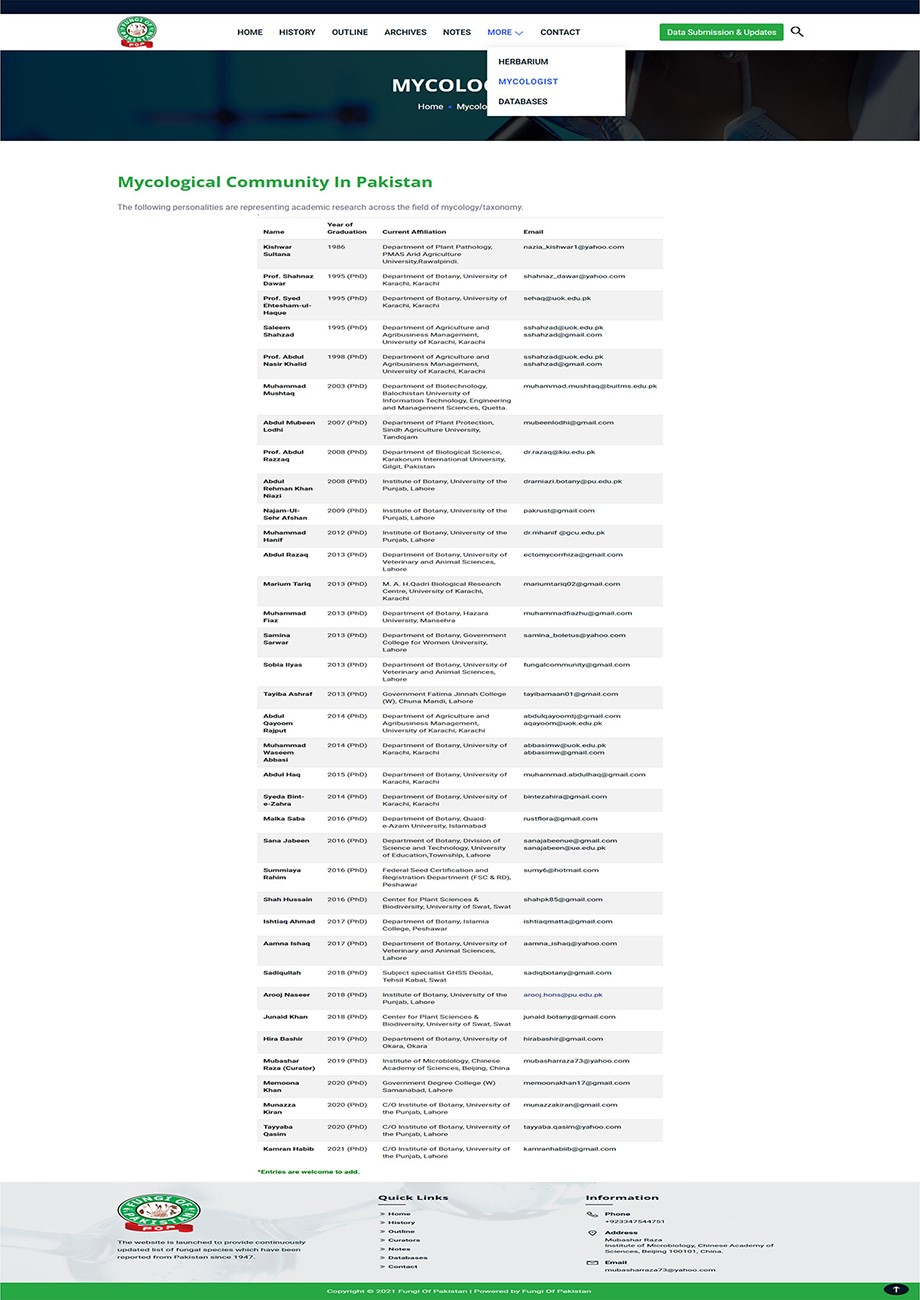 FUNGI OF PAKISTAN
FOP
HOME HISTORY OUTLINE ARCHIVES NOTES MORE CONTACT
Data Submission & Updates
HERBARIUM
MYCOLOGIST
DATABASES
MYCOLO
Home • Mycolo
Mycological Community In Pakistan
The following personalities are representing academic research across the field of mycology/taxonomy.
Name Year of Graduation Current Affiliation Email
Kishwar Sultana 1986 Department of Plant Pathology, PMAS Arid Agriculture University,Rawalpindi. nazia_kishwar1@yahoo.com
Prof. Shahnaz Dawar 1995 (PhD) Department of Botany, University of Karachi, Karachi shahnaz_dawar@yahoo.com
Prof. Syed Ehtesham-ul-Haque 1995 (PhD) Department of Botany, University of Karachi, Karachi sehaq@uok.edu.pk
Saleem Shahzad 1995 (PhD) Department of Agriculture and Agribusiness Management, University of Karachi, Karachi sshahzad@uok.edu.pk sshahzad@gmail.com
Prof. Abdul Nasir Khalid 1998 (PhD) Department of Agriculture and Agribusiness Management, University of Karachi, Karachi sshahzad@uok.edu.pk sshahzad@gmail.com
Muhammad Mushtaq 2003 (PhD) Department of Biotechnology, Balochistan University of Information Technology, Engineering and Management Sciences, Quetta. muhammad.mushtaq@buitms.edu.pk
Abdul Mubeen Lodhi 2007 (PhD) Department of Plant Protection, Sindh Agriculture University, Tandojam mubeenlodhi@gmail.com
Prof. Abdul Razzaq 2008 (PhD) Department of Biological Science, Karakorum International University, Gilgit, Pakistan dr.razaq@kiu.edu.pk
Abdul Rehman Khan Niazi 2008 (PhD) Institute of Botany, University of the Punjab, Lahore drarniazi.botany@pu.edu.pk
Najam-Ul-Sehr Afshan 2009 (PhD) Institute of Botany, University of the Punjab, Lahore pakrust@gmail.com
Muhammad Hanif 2012 (PhD) Institute of Botany, University of the Punjab, Lahore dr.mhanif @gcu.edu.pk
Abdul Razaq 2013 (PhD) Department of Botany, University of Veterinary and Animal Sciences, Lahore ectomycorrhiza@gmail.com
Marium Tariq 2013 (PhD) M. A. H.Qadri Biological Research Centre, University of Karachi, Karachi mariumtariq02@gmail.com
Muhammad Fiaz 2013 (PhD) Department of Botany, Hazara University, Mansehra muhammadfiazhu@gmail.com
Samina Sarwar 2013 (PhD) Department of Botany, Government College for Women University, Lahore samina_boletus@yahoo.com
Sobia Ilyas 2013 (PhD) Department of Botany, University of Veterinary and Animal Sciences, Lahore fungalcommunity@gmail.com
Tayiba Ashraf 2013 (PhD) Government Fatima Jinnah College (W), Chuna Mandi, Lahore tayibamaan01@gmail.com
Abdul Qayoom Rajput 2014 (PhD) Department of Agriculture and Agribusiness Management, University of Karachi, Karachi abdulqayoomtj@gmail.com aqayoom@uok.edu.pk
Muhammad Waseem Abbasi 2014 (PhD) Department of Botany, University of Karachi, Karachi abbasimw@uok.edu.pk abbasimw@gmail.com
Abdul Haq 2015 (PhD) Department of Botany, University of Karachi, Karachi muhammad.abdulhaq@gmail.com
Syeda Bint-e-Zahra 2014 (PhD) Department of Botany, University of Karachi, Karachi bintezahira@gmail.com
Malka Saba 2016 (PhD) Department of Botany, Quaid-e-Azam University, Islamabad rustflora@gmail.com
Sana Jabeen 2016 (PhD) Department of Botany, Division of Science and Technology, University of Education,Township, Lahore sanajabeenue@gmail.com sanajabeen@ue.edu.pk
Summiaya Rahim 2016 (PhD) Federal Seed Certification and Registration Department (FSC & RD), Peshawar sumy6@hotmail.com
Shah Hussain 2016 (PhD) Center for Plant Sciences & Biodiversity, University of Swat, Swat shahpk85@gmail.com
Ishtiaq Ahmad 2017 (PhD) Department of Botany, Islamia College, Peshawar ishtiaqmatta@gmail.com
Aamna Ishaq 2017 (PhD) Department of Botany, University of Veterinary and Animal Sciences, Lahore aamna_ishaq@yahoo.com
Sadiqullah 2018 (PhD) Subject specialist GHSS Deolai, Tehsil Kabal, Swat sadiqbotany@gmail.com
Arooj Naseer 2018 (PhD) Institute of Botany, University of the Punjab, Lahore arooj.hons@pu.edu.pk
Junaid Khan 2018 (PhD) Center for Plant Sciences & Biodiversity, University of Swat, Swat junaid.botany@gmail.com
Hira Bashir 2019 (PhD) Department of Botany, University of Okara, Okara hirabashir@gmail.com
Mubashar Raza (Curator) 2019 (PhD) Institute of Microbiology, Chinese Academy of Sciences, Beijing, China mubasharraza73@yahoo.com
Memoona Khan 2020 (PhD) Government Degree College (W) Samanabad, Lahore memoonakhan17@gmail.com
Munazza Kiran 2020 (PhD) C/O Institute of Botany, University of the Punjab, Lahore munazzakiran@gmail.com
Tayyaba Qasim 2020 (PhD) C/O Institute of Botany, University of the Punjab, Lahore tayyaba.qasim@yahoo.com
Kamran Habib 2021 (PhD) C/O Institute of Botany, University of the Punjab, Lahore kamranhabiib@gmail.com
*Entries are welcome to add.
FUNGI OF PAKISTAN
FOP
The website is launched to provide continuously
updated list of fungal species which have been
reported from Pakistan since 1947.
Quick Links
> Home
> History
> Outline
> Curators
> Notes
> Databases
> Contact
Information
Phone
+923347544751
Address
Mubashar Raza
Institute of Microbiology, Chinese Academy of
Sciences, Beijing 100101, China.
Email
mubasharraza73@yahoo.com
Copyright © 2021 Fungi Of Pakistan | Powered by Fungi Of Pakistan